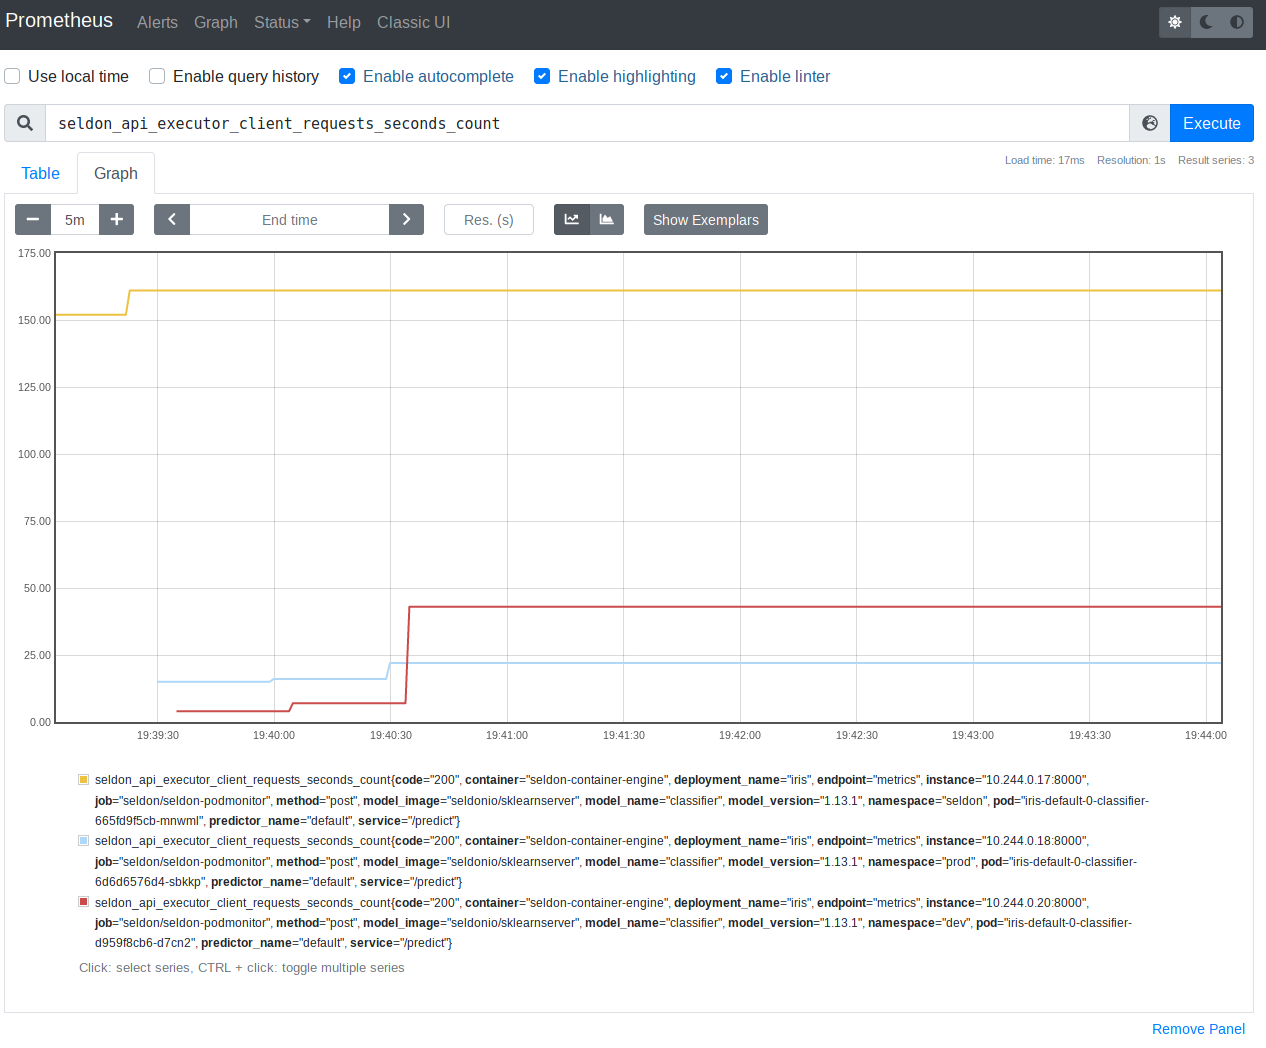 Prometheus Alerts Graph Status Help Classic UI
Use local time Enable query history Enable autocomplete Enable highlighting Enable linter
seldon_api_executor_client_requests_seconds_count Execute
Load time: 17ms Resolution: 1s Result series: 3
Table Graph
5m End time Res. (s) Show Exemplars
175.00
150.00
125.00
100.00
75.00
50.00
25.00
0.00
19:39:30 19:40:00 19:40:30 19:41:00 19:41:30 19:42:00 19:42:30 19:43:00 19:43:30 19:44:00
seldon_api_executor_client_requests_seconds_count{code="200", container="seldon-container-engine", deployment_name="iris", endpoint="metrics", instance="10.244.0.17:8000",
job="seldon/seldon-podmonitor", method="post", model_image="seldonio/sklearnserver", model_name="classifier", model_version="1.13.1", namespace="seldon", pod="iris-default-0-classifier-
665fd9f5cb-mnwml", predictor_name="default", service="/predict"}
seldon_api_executor_client_requests_seconds_count{code="200", container="seldon-container-engine", deployment_name="iris", endpoint="metrics", instance="10.244.0.18:8000",
job="seldon/seldon-podmonitor", method="post", model_image="seldonio/sklearnserver", model_name="classifier", model_version="1.13.1", namespace="prod", pod="iris-default-0-classifier-
6d6d6576d4-sbkkp", predictor_name="default", service="/predict"}
seldon_api_executor_client_requests_seconds_count{code="200", container="seldon-container-engine", deployment_name="iris", endpoint="metrics", instance="10.244.0.20:8000",
job="seldon/seldon-podmonitor", method="post", model_image="seldonio/sklearnserver", model_name="classifier", model_version="1.13.1", namespace="dev", pod="iris-default-0-classifier-
d959f8cb6-d7cn2", predictor_name="default", service="/predict"}
Click: select series, CTRL + click: toggle multiple series
Remove Panel